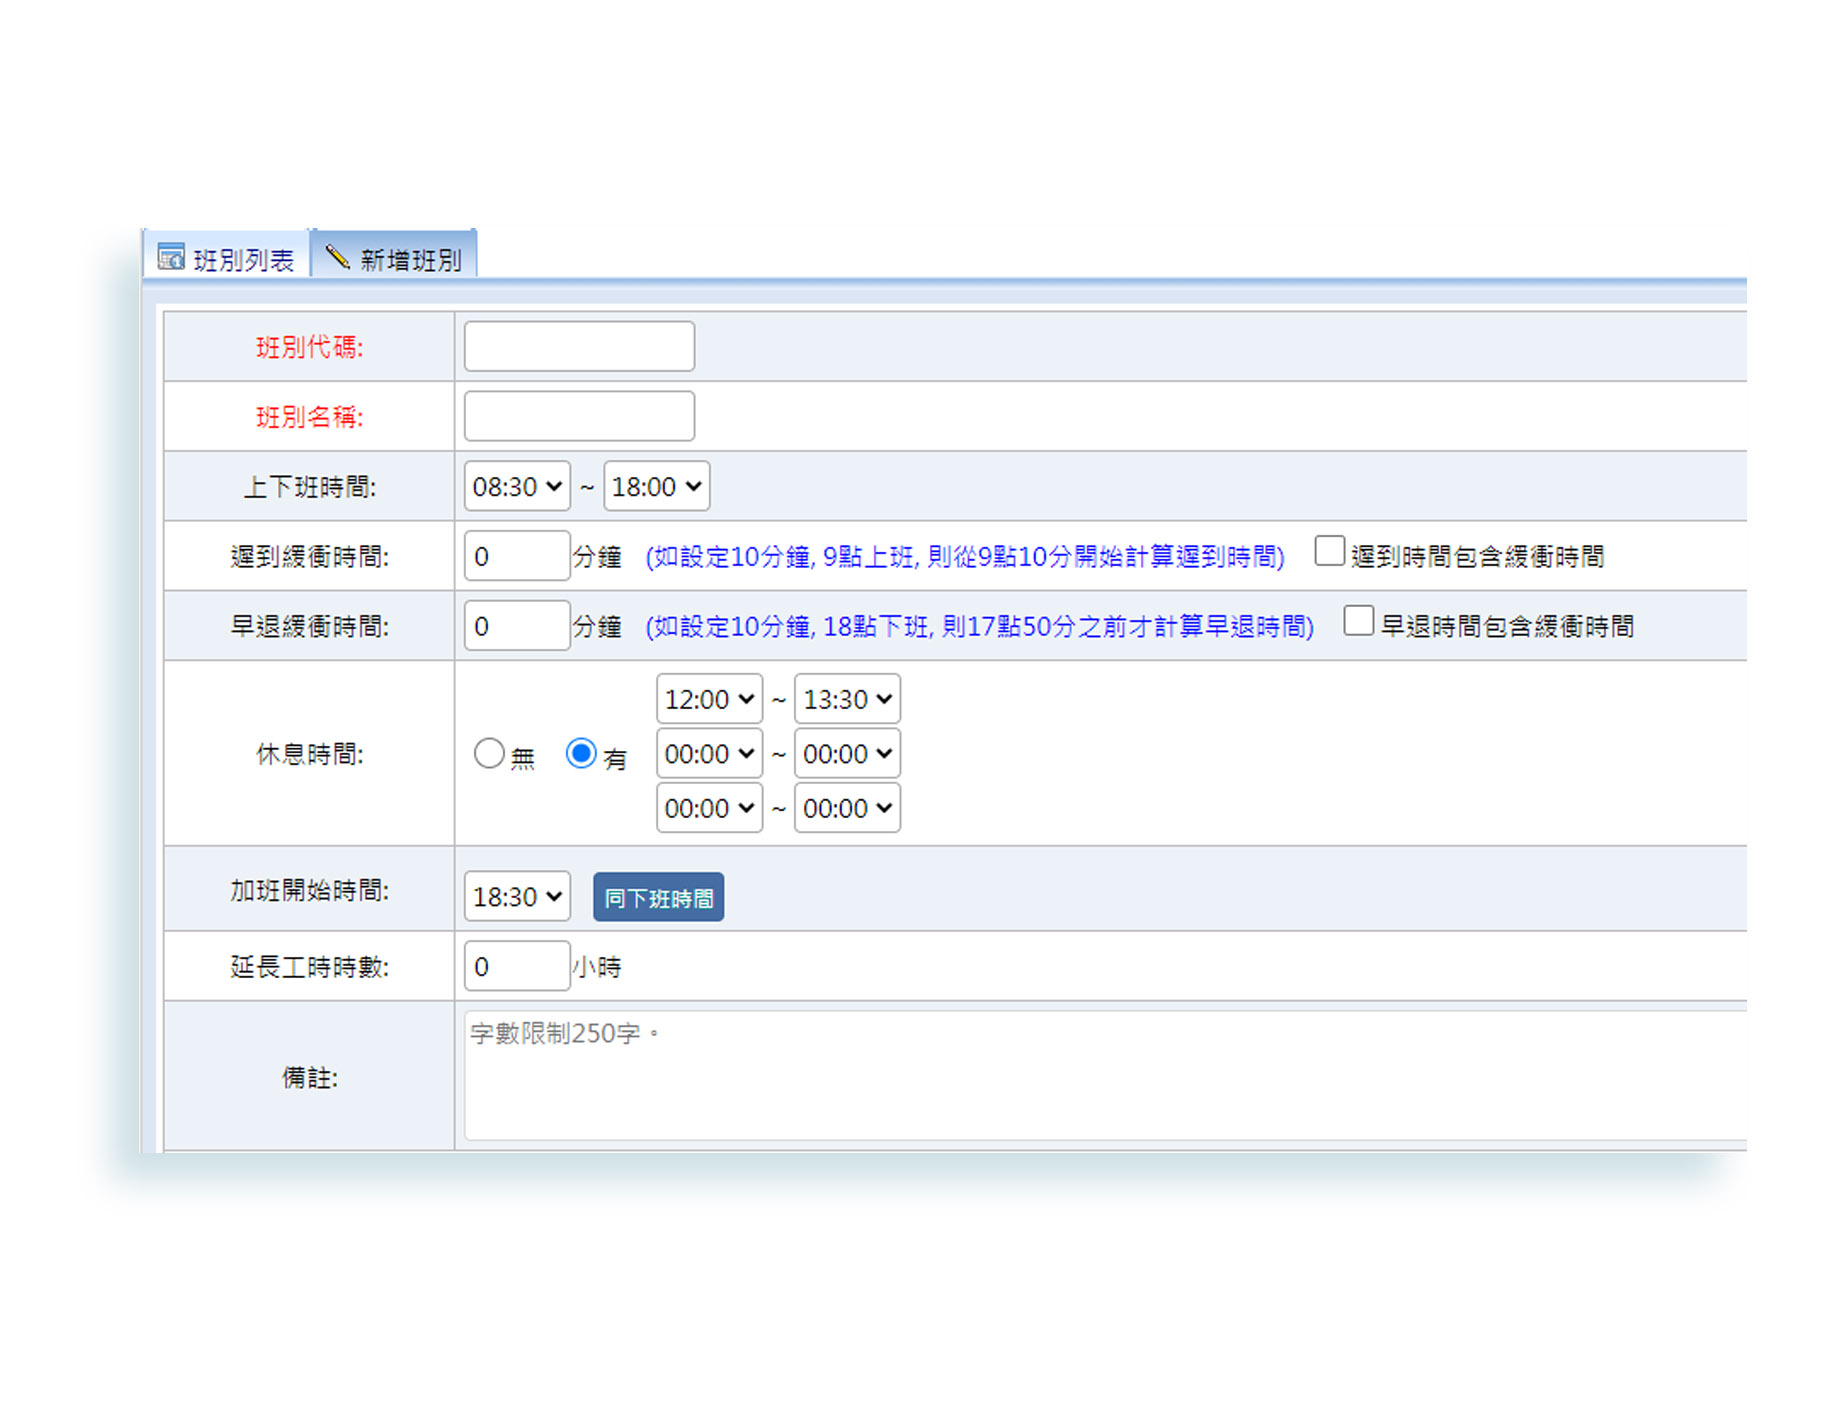 班別列表 新增班別
班別代碼:
班別名稱:
上下班時間: 08:30 ~ 18:00
遲到緩衝時間: 0 分鐘 (如設定10分鐘, 9點上班, 則從9點10分開始計算遲到時間) 遲到時間包含緩衝時間
早退緩衝時間: 0 分鐘 (如設定10分鐘, 18點下班, 則17點50分之前才計算早退時間) 早退時間包含緩衝時間
休息時間: 無 有
12:00 ~ 13:30
00:00 ~ 00:00
00:00 ~ 00:00
加班開始時間: 18:30 同下班時間
延長工時時數: 0 小時
備註: 字數限制250字。